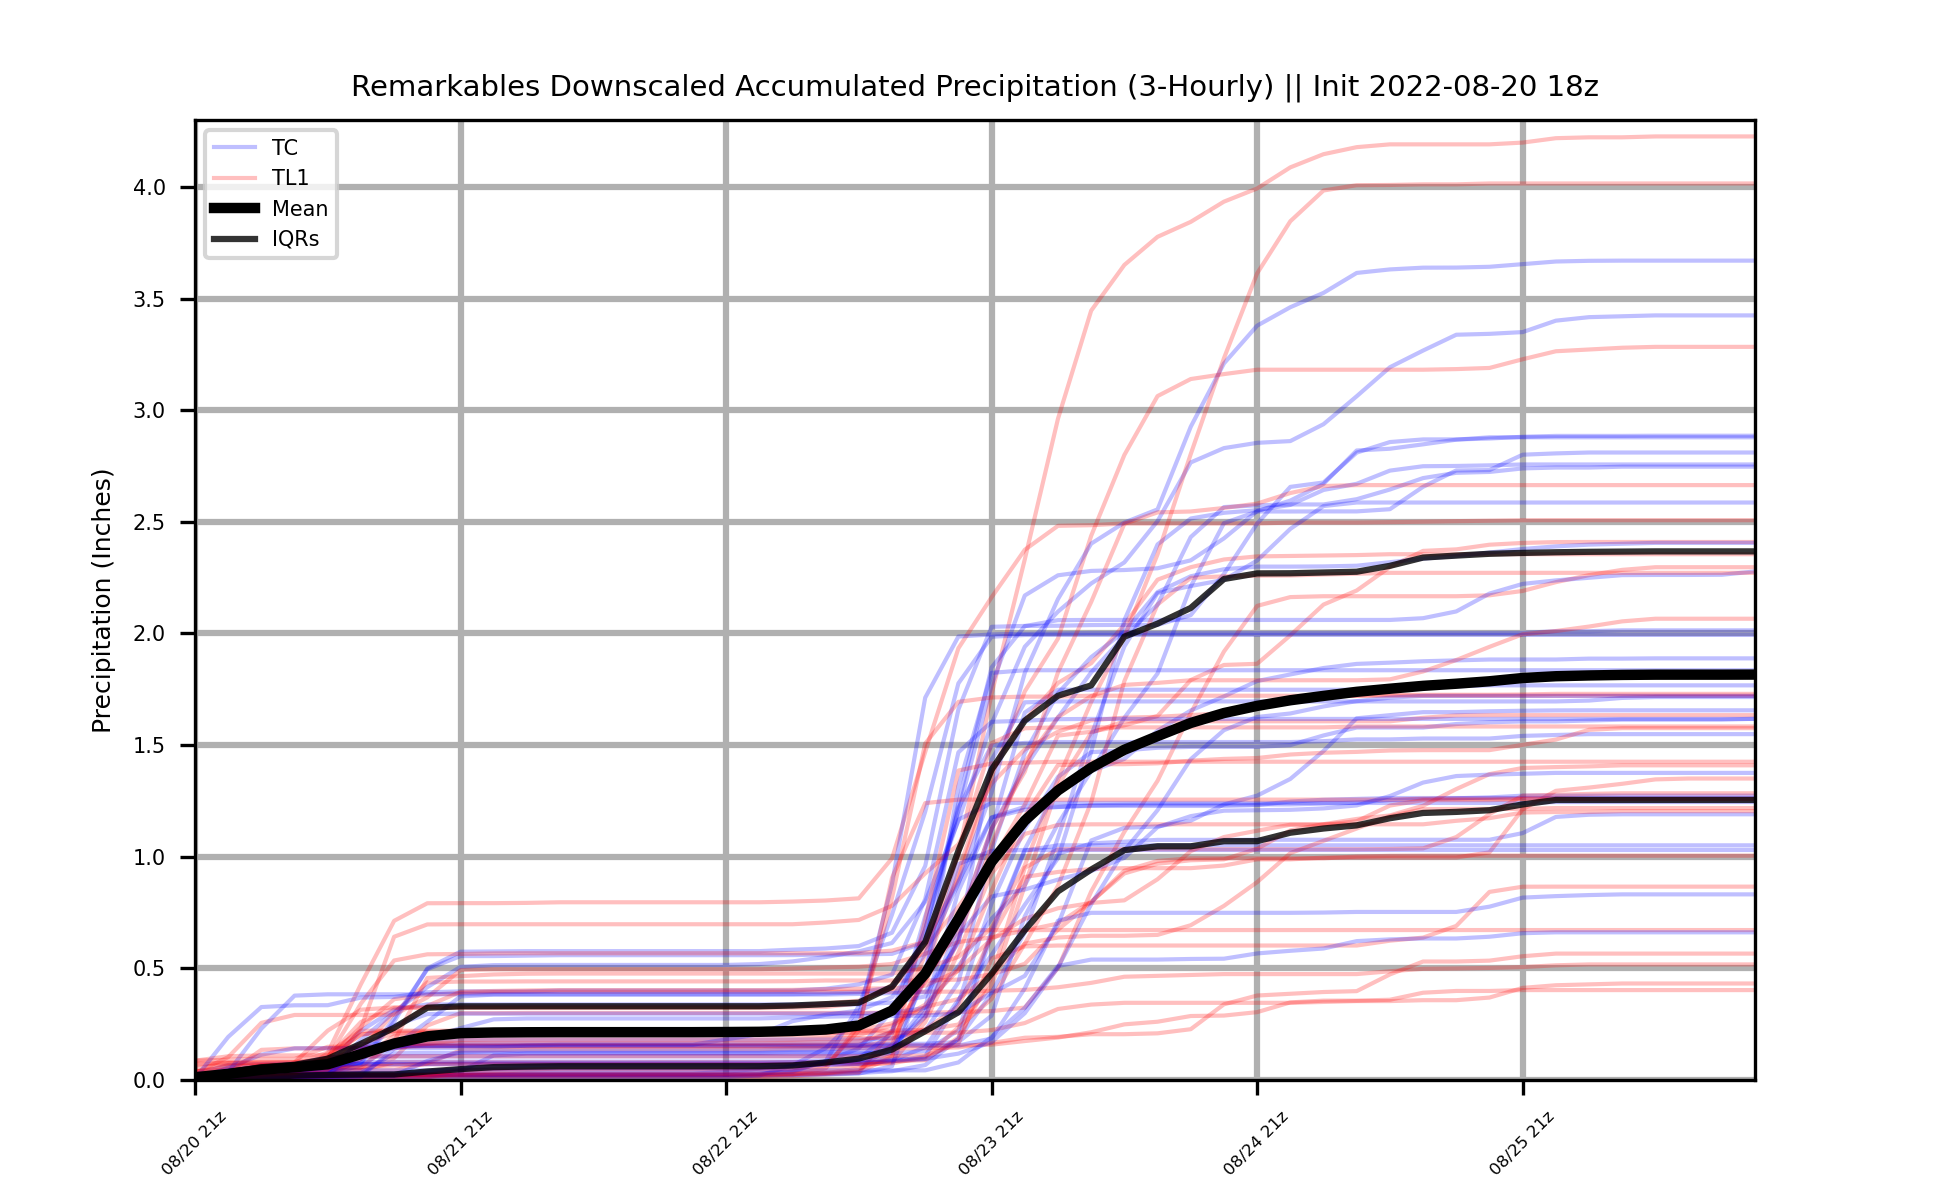 Remarkables Downscaled Accumulated Precipitation (3-Hourly) || Init 2022-08-20 18z
TC
TL1
Mean
IQRs
Precipitation (Inches)
4.0
3.5
3.0
2.5
2.0
1.5
1.0
0.5
0.0
08/20 21z
08/21 21z
08/22 21z
08/23 21z
08/24 21z
08/25 21z